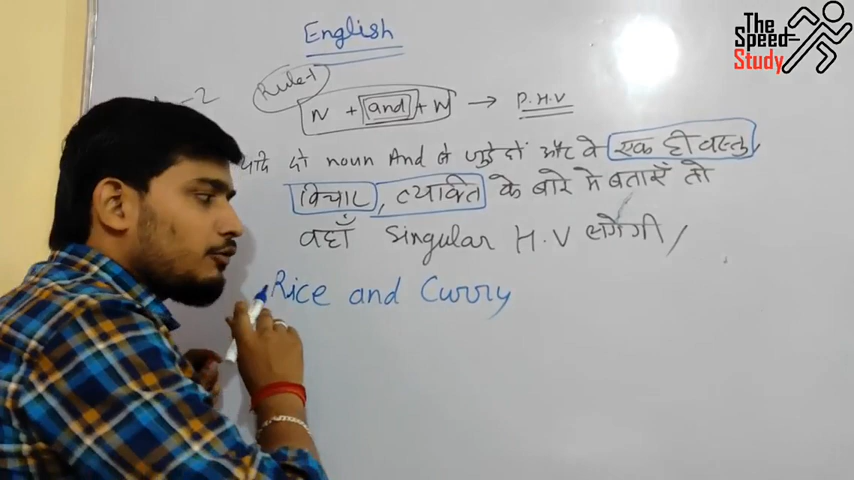 The
Speed
Study
English
Rule-1
N + and + N → P.H.V
यदि दो noun And से जुड़े हों और वे एक ही वस्तु,
विचार, व्यक्ति के बारे मे बताएँ तो
वहाँ Singular H.V लगेगी/
Rice and Curry